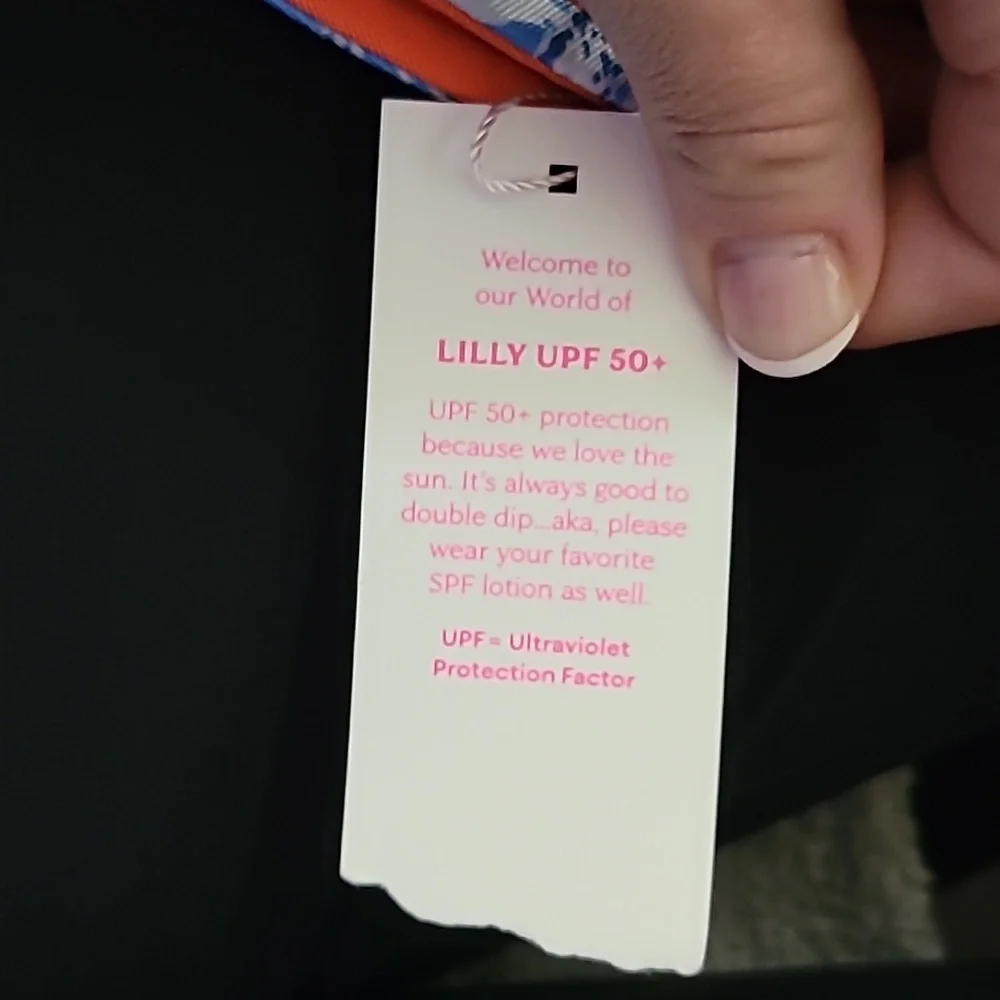 Welcome to
our World of
LILLY UPF 50+
UPF 50+ protection
because we love the
sun. It's always good to
double dip...aka, please
wear your favorite
SPF lotion as well.
UPF= Ultraviolet
Protection Factor